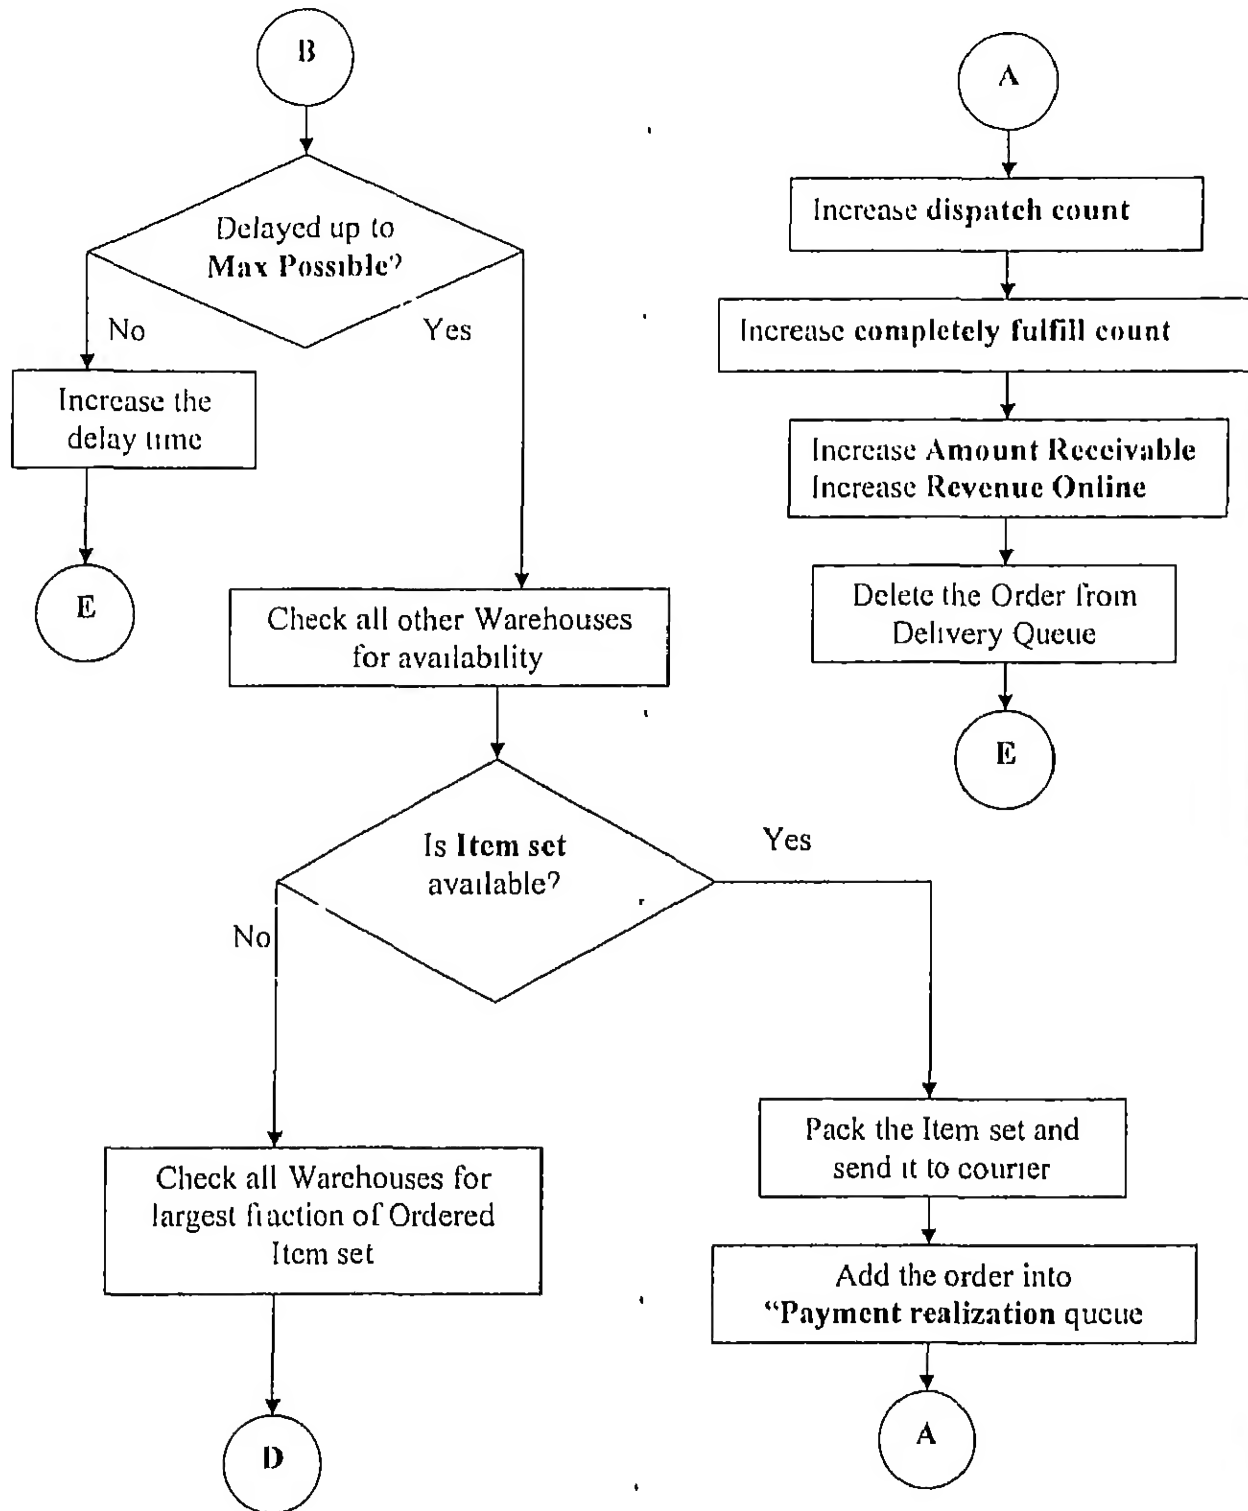 B
Delayed up to
Max Possible?
No
Yes
Increase the
delay time
E
Check all other Warehouses
for availability
Is Item set
available?
No
Yes
Check all Warehouses for
largest fraction of Ordered
Item set
D
Pack the Item set and
send it to courier
Add the order into
“Payment realization queue
A
A
Increase dispatch count
Increase completely fulfill count
Increase Amount Receivable
Increase Revenue Online
Delete the Order from
Delivery Queue
E